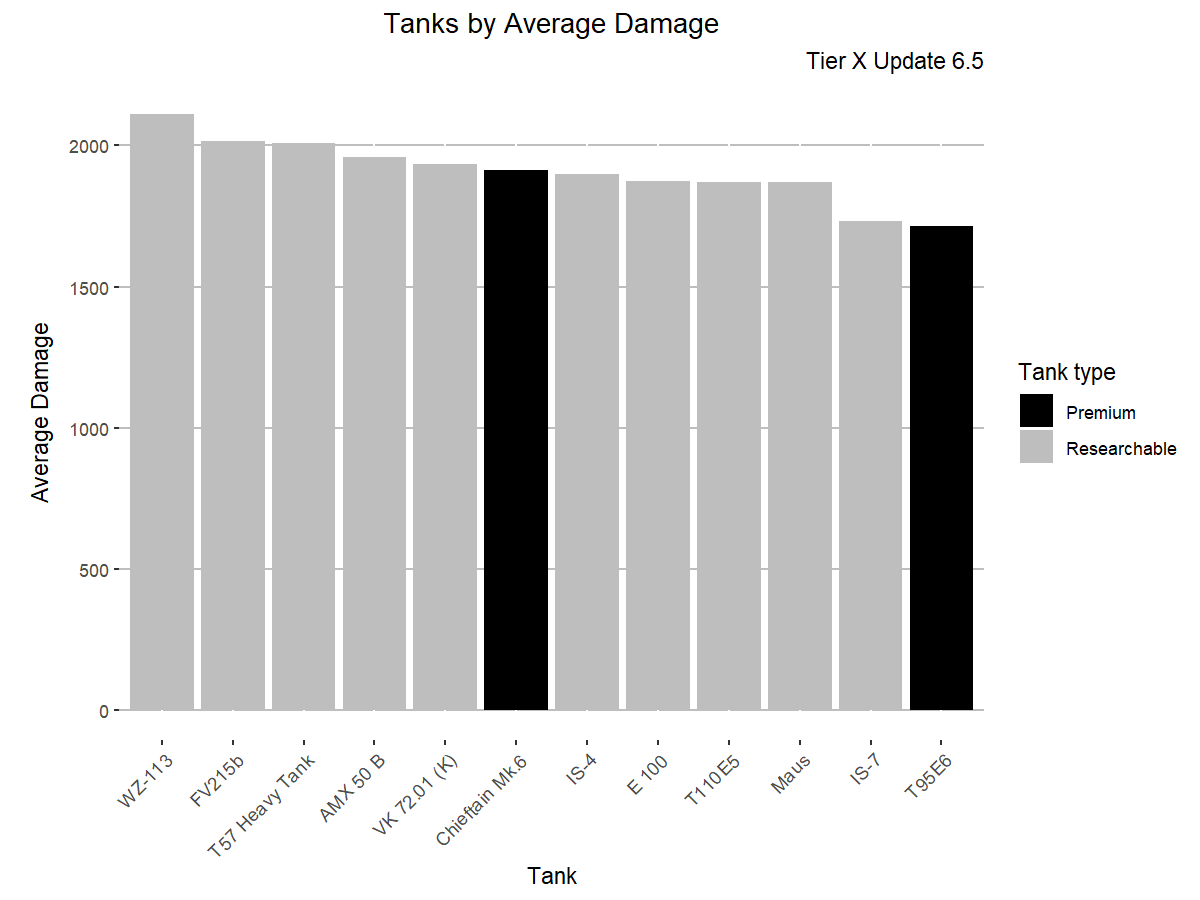 Tanks by Average Damage
Tier X Update 6.5
Average Damage
2000
1500
1000
500
0
WZ-113
FV215b
T57 Heavy Tank
AMX 50 B
VK 72.01 (K)
Chieftain Mk.6
IS-4
E 100
T110E5
Maus
IS-7
T95E6
Tank
Tank type
Premium
Researchable